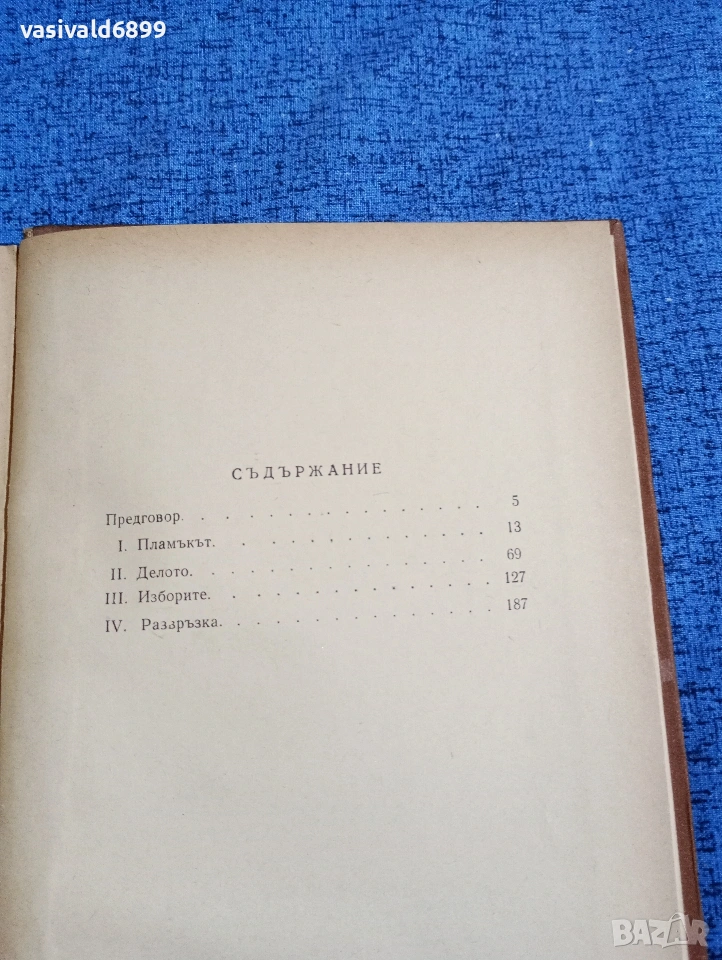 vasivald6899
СЪДЪРЖАНИЕ
Предговор. . . . . . . . . . . . . . . . 5
I. Пламъкът. . . . . . . . . . . . . . . 13
II. Делото. . . . . . . . . . . . . . . . 69
III. Изборите. . . . . . . . . . . . . . . 127
IV. Развръзка. . . . . . . . . . . . . . 187
BAZAR